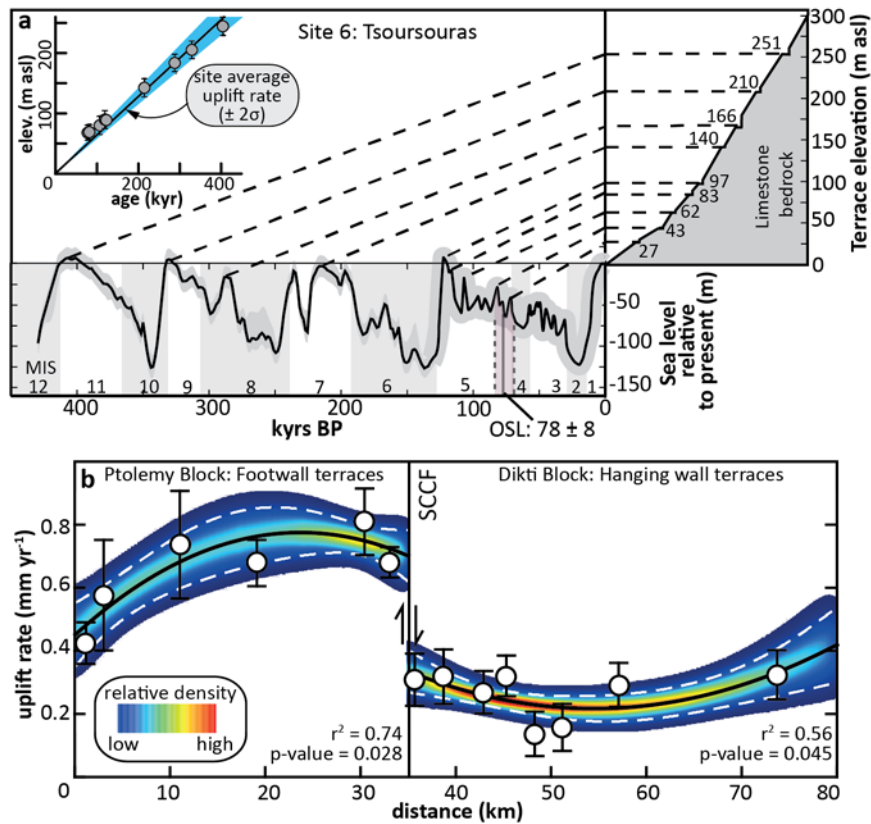 a
Site 6: Tsoursouras
elev. (m asl)
200
100
200
400
age (kyr)
site average
uplift rate
(± 2σ)
251
210
166
140
97
83
62
43
27
Limestone
bedrock
300
250
200
150
100
50
0
Terrace elevation (m asl)
-50
-100
-150
Sea level
relative
to present (m)
MIS
12
11
10
9
8
7
6
5
4
3
2
1
400
300
200
100
0
kyrs BP
OSL: 78 ± 8
b
Ptolemy Block: Footwall terraces
SCCF
Dikti Block: Hanging wall terraces
uplift rate (mm yr-1)
0.8
0.6
0.4
0.2
relative density
low
high
r² = 0.74
p-value = 0.028
r² = 0.56
p-value = 0.045
0
10
20
30
40
50
60
70
80
distance (km)